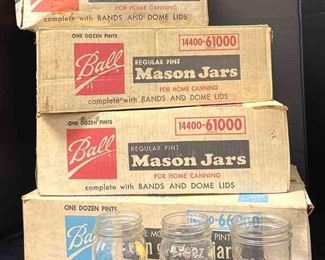 FOR HOME CANNING
complete with BANDS AND DOME LIDS
ONE DOZEN PINTS
14400-61000
Ball
REGULAR PINT
Mason Jars
FOR HOME CANNING
complete with BANDS AND DOME LIDS
ONE DOZEN PINTS
14400-61000
Ball
REGULAR PINT
Mason Jars
FOR HOME CANNING
complete with BANDS AND DOME LIDS
ONE DOZEN PINTS
PINT